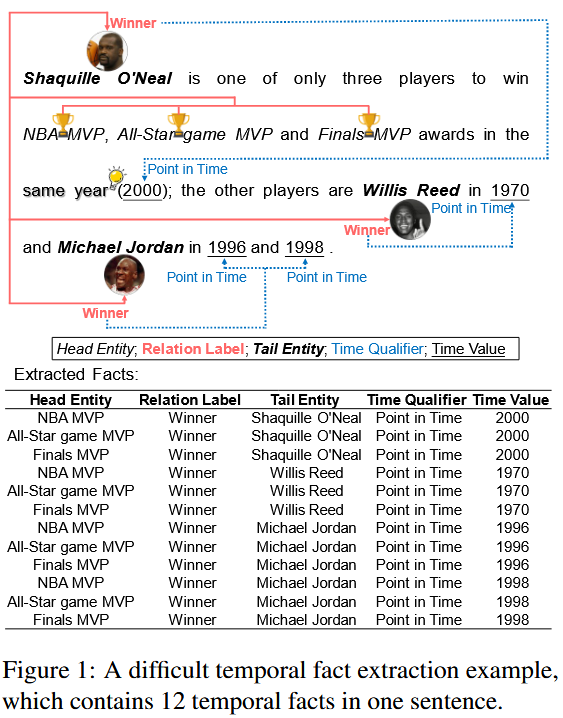 Winner
Shaquille O'Neal is one of only three players to win
NBA MVP, All-Star game MVP and Finals MVP awards in the
Point in Time
same year (2000); the other players are Willis Reed in 1970
Point in Time
Winner
and Michael Jordan in 1996 and 1998 .
Point in Time Point in Time
Winner
Head Entity; Relation Label; Tail Entity; Time Qualifier; Time Value
Extracted Facts:
Head Entity Relation Label Tail Entity Time Qualifier Time Value
NBA MVP Winner Shaquille O'Neal Point in Time 2000
All-Star game MVP Winner Shaquille O'Neal Point in Time 2000
Finals MVP Winner Shaquille O'Neal Point in Time 2000
NBA MVP Winner Willis Reed Point in Time 1970
All-Star game MVP Winner Willis Reed Point in Time 1970
Finals MVP Winner Willis Reed Point in Time 1970
NBA MVP Winner Michael Jordan Point in Time 1996
All-Star game MVP Winner Michael Jordan Point in Time 1996
Finals MVP Winner Michael Jordan Point in Time 1996
NBA MVP Winner Michael Jordan Point in Time 1998
All-Star game MVP Winner Michael Jordan Point in Time 1998
Finals MVP Winner Michael Jordan Point in Time 1998
Figure 1: A difficult temporal fact extraction example,
which contains 12 temporal facts in one sentence.